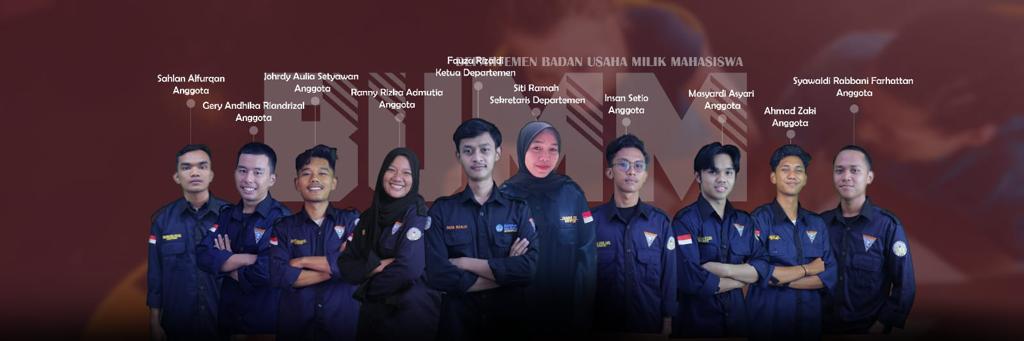 TEMEN BADAN USAHA MILIK MAHASISWA
BUMM
Sahlan Alfurqan
Anggota
Gery Andhika Riandrizal
Anggota
Johrdy Aulia Setyawan
Anggota
Ranny Rizka Admutia
Anggota
Fauza Rizaldi
Ketua Departemen
Siti Ramah
Sekretaris Departemen
Insan Setio
Anggota
Masyardi Asyari
Anggota
Ahmad Zaki
Anggota
Syawaldi Rabbani Farhattan
Anggota